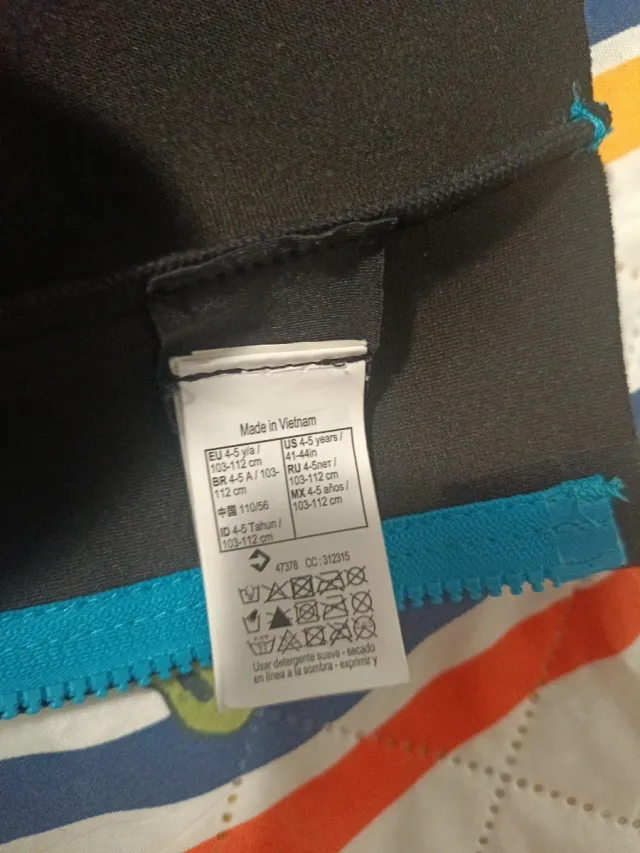 Made in Vietnam
EU 4-5 y/a /
103-112 cm
BR 4-5 A / 103-
112 cm
中国 110/56
ID 4-5 Tahun /
103-112 cm
US 4-5 years /
41-44in
RU 4-5лет /
103-112 cm
MX 4-5 años /
103-112 cm
47378 CC: 312315
Usar detergente suave - secado
en línea a la sombra - exprimir y